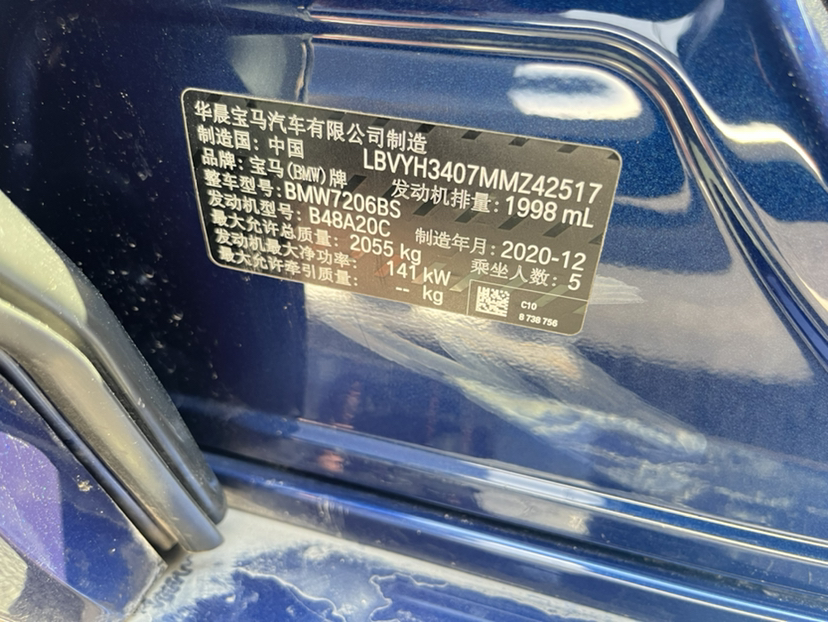 华晨宝马汽车有限公司制造
制造国: 中国 LBVYH3407MMZ42517
品牌: 宝马(BMW)牌 发动机排量: 1998 mL
整车型号: BMW7206BS
发动机型号: B48A20C 制造年月: 2020-12
最大允许总质量: 2055 kg 乘坐人数: 5
发动机最大净功率: 141 kW
最大允许牵引质量: -- kg
C10
8 738 756